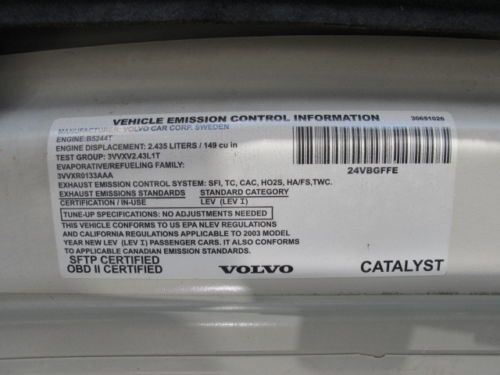 VEHICLE EMISSION CONTROL INFORMATION 30651026
MANUFACTURER: VOLVO CAR CORP. SWEDEN
ENGINE: B5244T
ENGINE DISPLACEMENT: 2.435 LITERS / 149 cu in
TEST GROUP: 3VVXV2.43L1T
EVAPORATIVE/REFUELING FAMILY:
3VVXR0133AAA
24VBGFFE
EXHAUST EMISSION CONTROL SYSTEM: SFI, TC, CAC, HO2S, HA/FS,TWC.
EXHAUST EMISSIONS STANDARDS STANDARD CATEGORY
CERTIFICATION / IN-USE LEV (LEV I)
TUNE-UP SPECIFICATIONS: NO ADJUSTMENTS NEEDED
THIS VEHICLE CONFORMS TO US EPA NLEV REGULATIONS
AND CALIFORNIA REGULATIONS APPLICABLE TO 2003 MODEL
YEAR NEW LEV (LEV I) PASSENGER CARS. IT ALSO CONFORMS
TO APPLICABLE CANADIAN EMISSION STANDARDS.
SFTP CERTIFIED
OBD II CERTIFIED VOLVO CATALYST